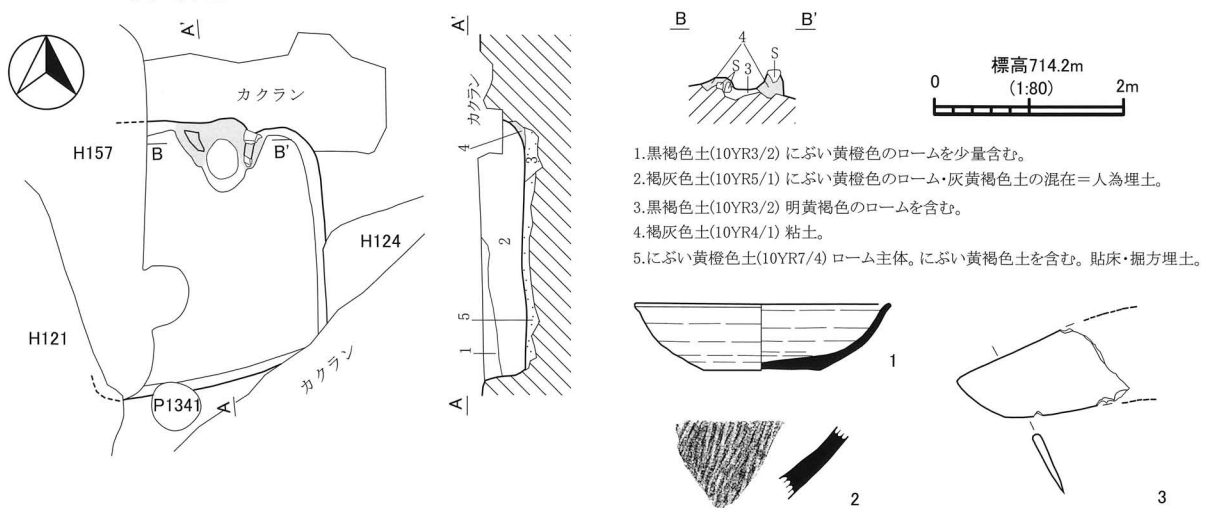 A'
カクラン
H157
B
B'
H124
H121
カクラン
P1341
A
A'
カクラン
4
3
2
5
1
A
B
B'
4
S
S
3
標高714.2m
0
(1:80)
2m
1.黒褐色土(10YR3/2) にぶい黄橙色のロームを少量含む。
2.褐灰色土(10YR5/1) にぶい黄橙色のローム・灰黄褐色土の混在＝人為埋土。
3.黒褐色土(10YR3/2) 明黄褐色のロームを含む。
4.褐灰色土(10YR4/1) 粘土。
5.にぶい黄橙色土(10YR7/4) ローム主体。にぶい黄褐色土を含む。貼床・掘方埋土。
1
2
3